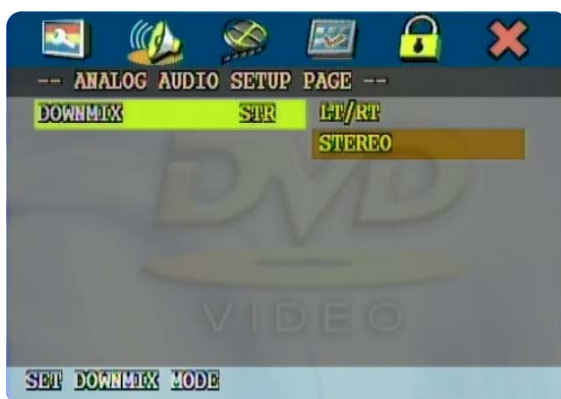 -- ANALOG AUDIO SETUP PAGE --
DOWNMIX STR LT/RT
STEREO
DVD
VIDEO
SET DOWNMIX MODE